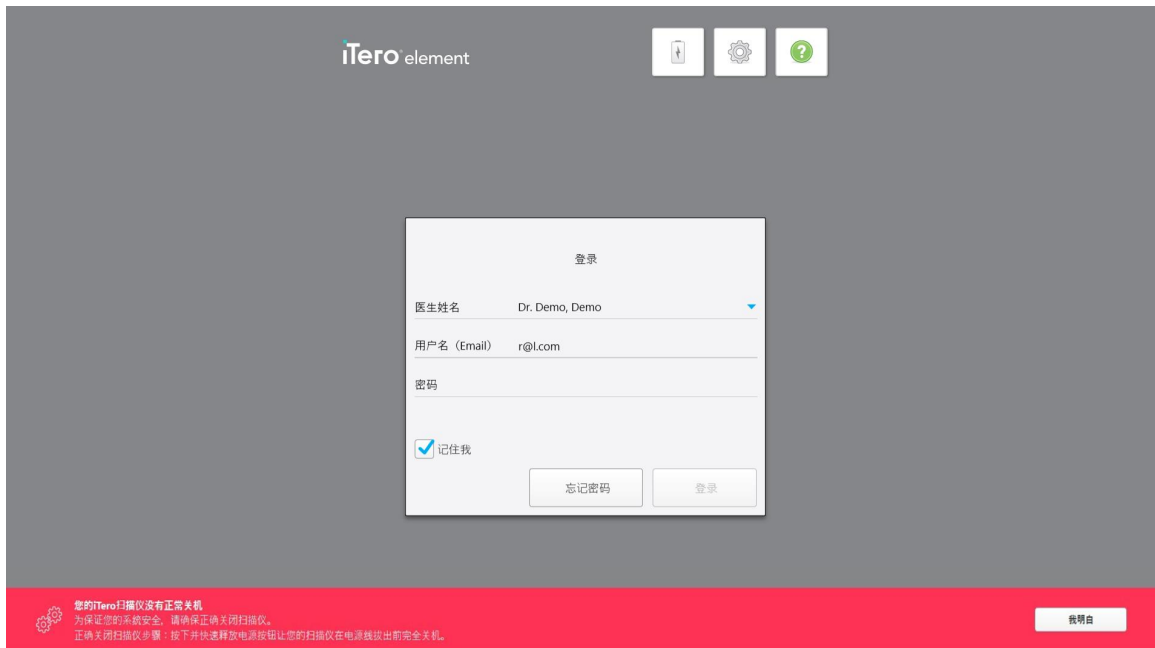 iTero element
?
登录
医生姓名 Dr. Demo, Demo
用户名（Email） r@l.com
密码
记住我
忘记密码 登录
您的iTero扫描仪没有正常关机
为保证您的系统安全，请确保正确关闭扫描仪。
正确关闭扫描仪步骤：按下并快速释放电源按钮让您的扫描仪在电源线拔出前完全关机。
我明白